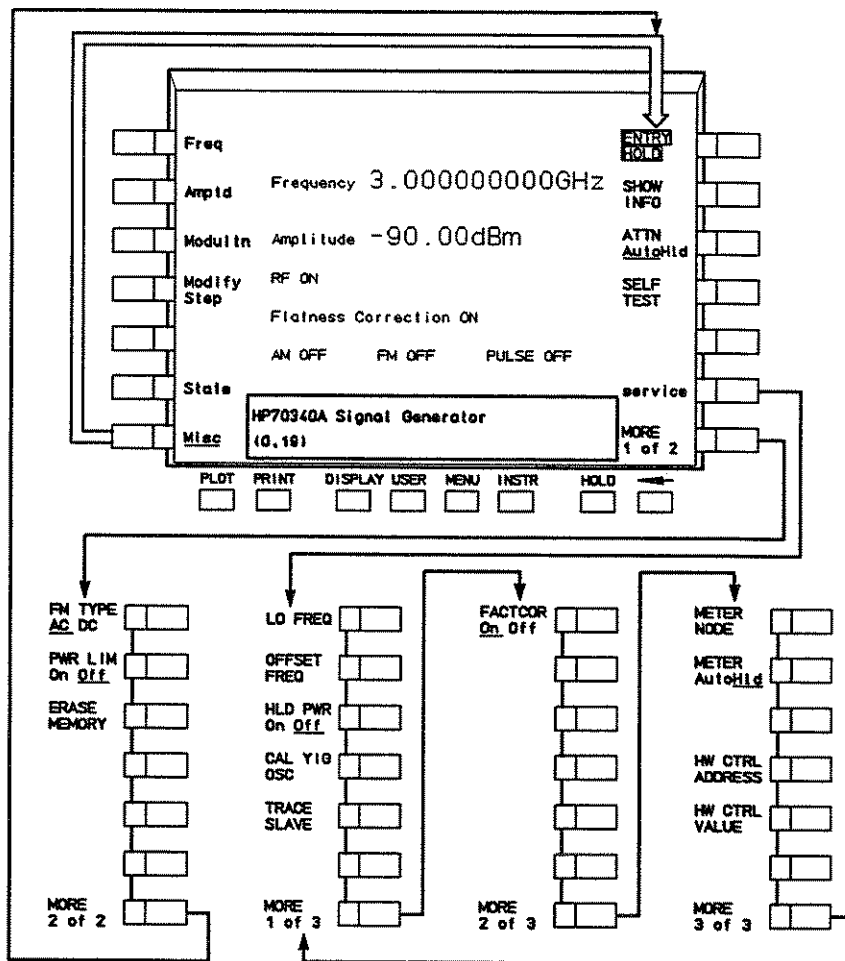 Freq
Amptd
Modultn
Modify
Step
State
Misc
Frequency 3.000000000GHz
Amplitude -90.00dBm
RF ON
Flatness Correction ON
AM OFF FM OFF PULSE OFF
HP70340A Signal Generator
(0,19)
ENTRY
HOLD
SHOW
INFO
ATTN
AutoHld
SELF
TEST
service
MORE
1 of 2
PLOT PRINT DISPLAY USER MENU INSTR HOLD
FM TYPE
AC DC
PWR LIM
On Off
ERASE
MEMORY
MORE
2 of 2
LO FREQ
OFFSET
FREQ
HLD PWR
On Off
CAL YIG
OSC
TRACE
SLAVE
MORE
1 of 3
FACTCOR
On Off
MORE
2 of 3
METER
NODE
METER
AutoHld
HW CTRL
ADDRESS
HW CTRL
VALUE
MORE
3 of 3